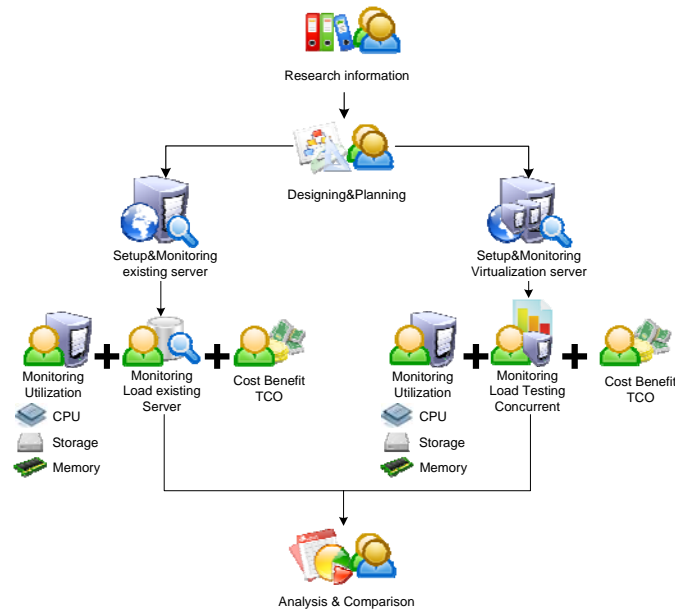 Research information
Designing&Planning
Setup&Monitoring
existing server
Setup&Monitoring
Virtualization server
Monitoring
Utilization
CPU
Storage
Memory
Monitoring
Load existing
Server
Cost Benefit
TCO
Monitoring
Utilization
CPU
Storage
Memory
Monitoring
Load Testing
Concurrent
Cost Benefit
TCO
Analysis & Comparison